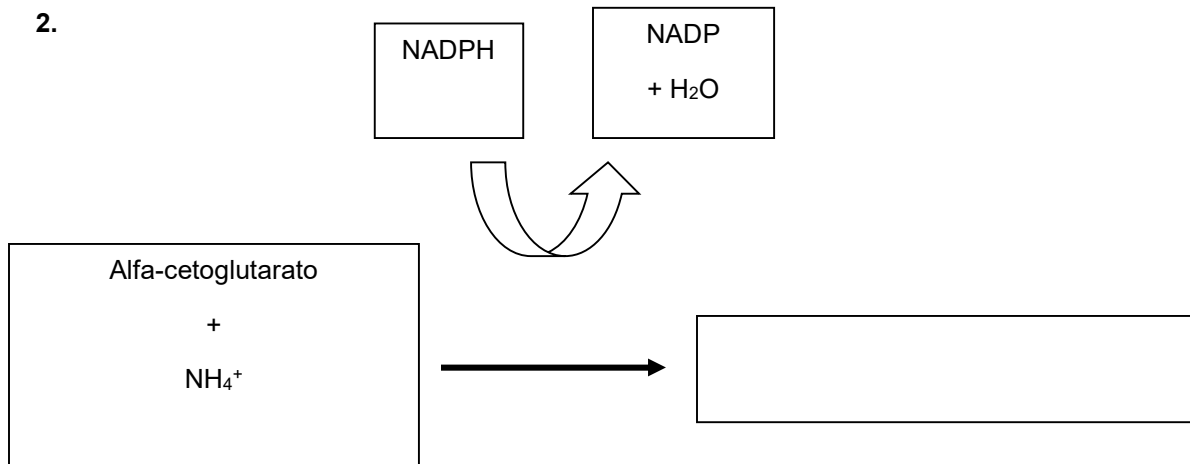 2.
NADPH
NADP
+ H₂O
Alfa-cetoglutarato
+
NH₄⁺